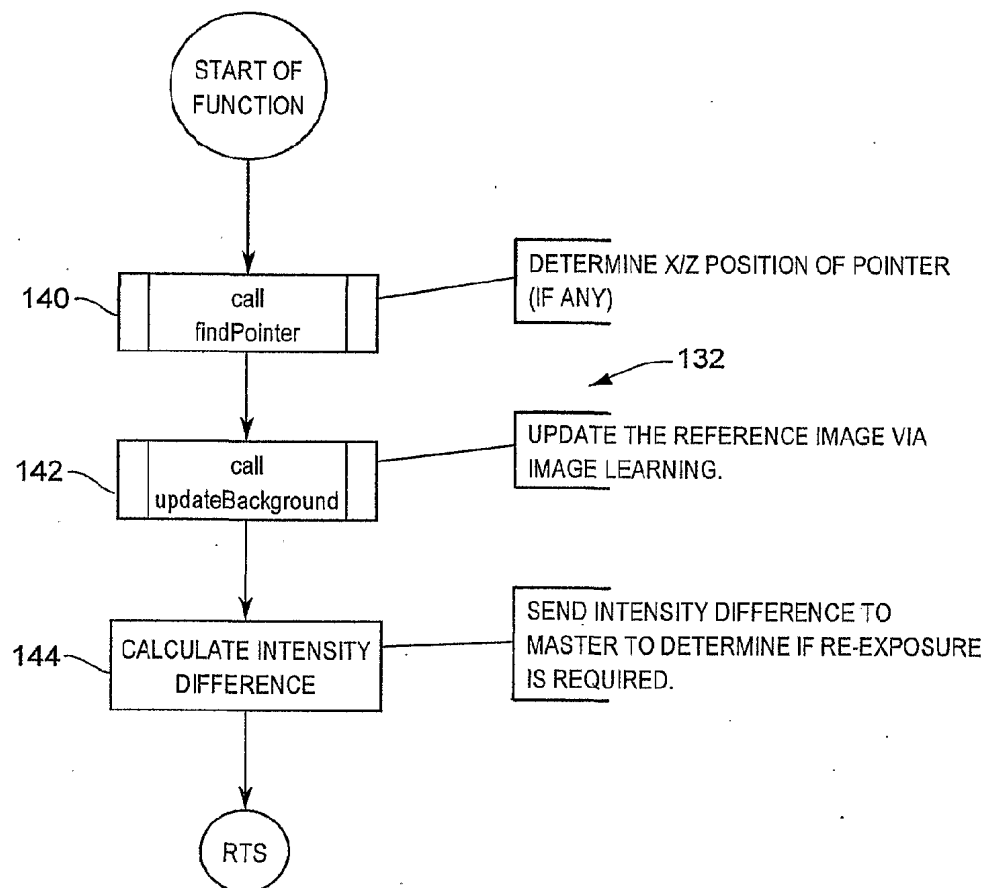 START OF
FUNCTION
140
call
findPointer
DETERMINE X/Z POSITION OF POINTER
(IF ANY)
132
142
call
updateBackground
UPDATE THE REFERENCE IMAGE VIA
IMAGE LEARNING.
144
CALCULATE INTENSITY
DIFFERENCE
SEND INTENSITY DIFFERENCE TO
MASTER TO DETERMINE IF RE-EXPOSURE
IS REQUIRED.
RTS